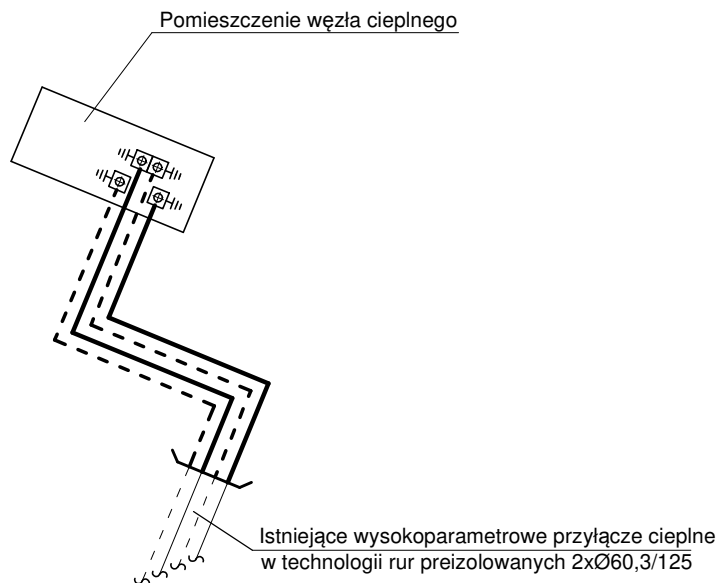 Pomieszczenie węzła cieplnego
Istniejące wysokoparametrowe przyłącze cieplne
w technologii rur preizolowanych 2xØ60,3/125